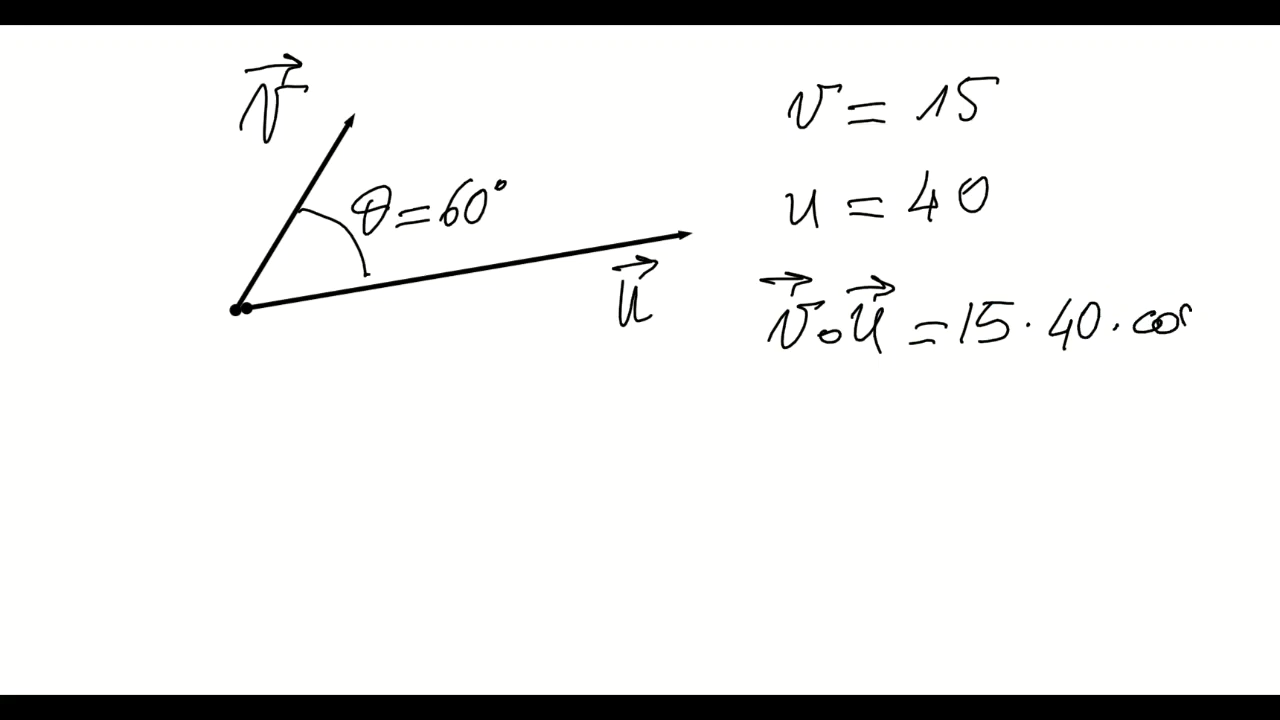 v⃗
θ=60°
u⃗
v = 15
u = 40
v⃗∘u⃗ = 15 · 40 · cos